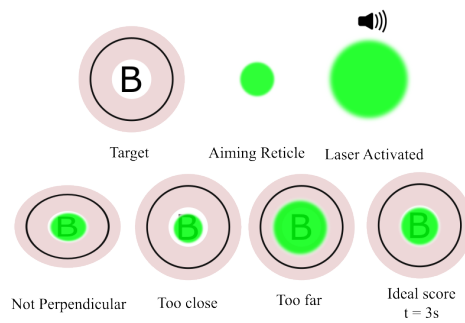 B
Target
Aiming Reticle
Laser Activated
B
B
B
B
Not Perpendicular
Too close
Too far
Ideal score
t = 3s